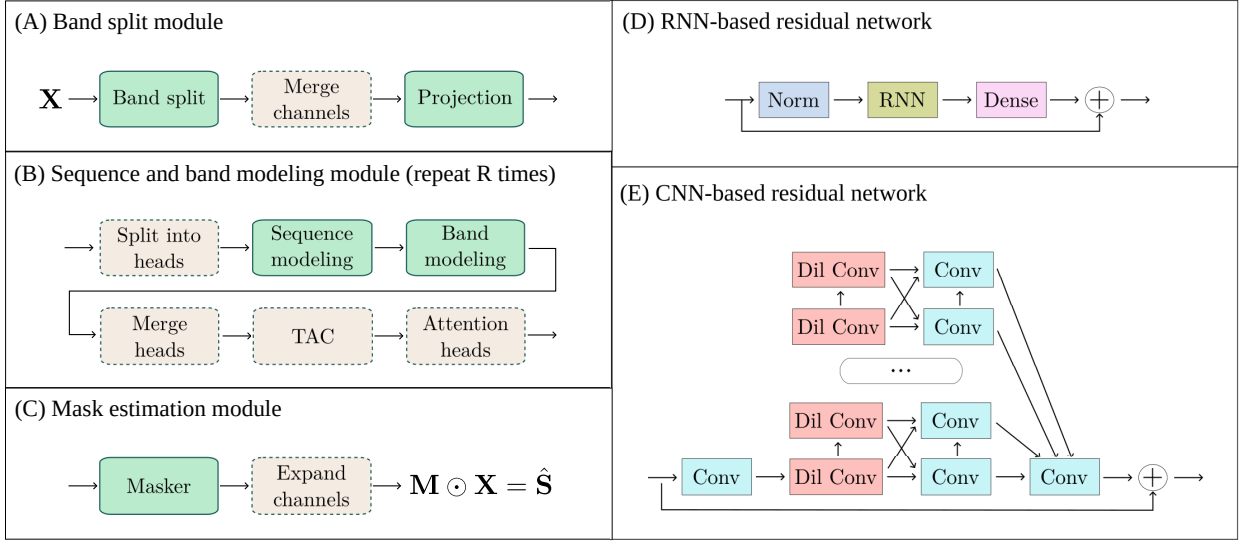 (A) Band split module
X
Band split
Merge
channels
Projection
(B) Sequence and band modeling module (repeat R times)
Split into
heads
Sequence
modeling
Band
modeling
Merge
heads
TAC
Attention
heads
(C) Mask estimation module
Masker
Expand
channels
M ⊙ X = Ŝ
(D) RNN-based residual network
Norm
RNN
Dense
+
(E) CNN-based residual network
Dil Conv
Conv
Dil Conv
Conv
...
Dil Conv
Conv
Conv
Dil Conv
Conv
Conv
+